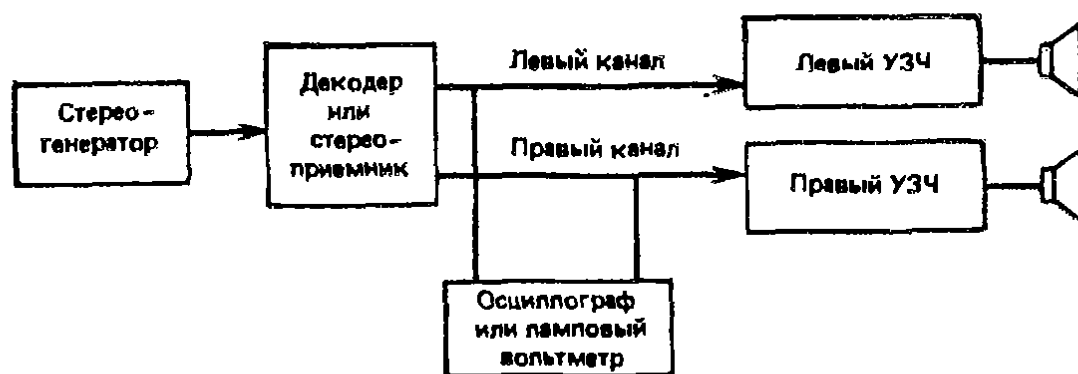 Стерео-
генератор
Декодер
или
стерео-
приемник
Левый канал
Правый канал
Левый УЗЧ
Правый УЗЧ
Осциллограф
или ламповый
вольтметр